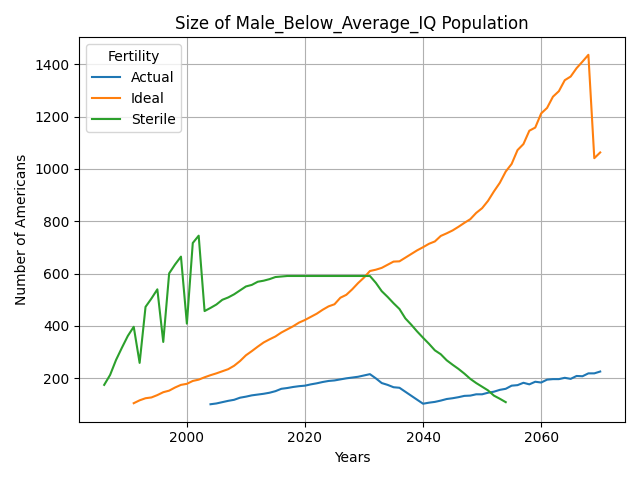 Size of Male_Below_Average_IQ Population
Fertility
Actual
Ideal
Sterile
Number of Americans
1400
1200
1000
800
600
400
200
2000
2020
2040
2060
Years